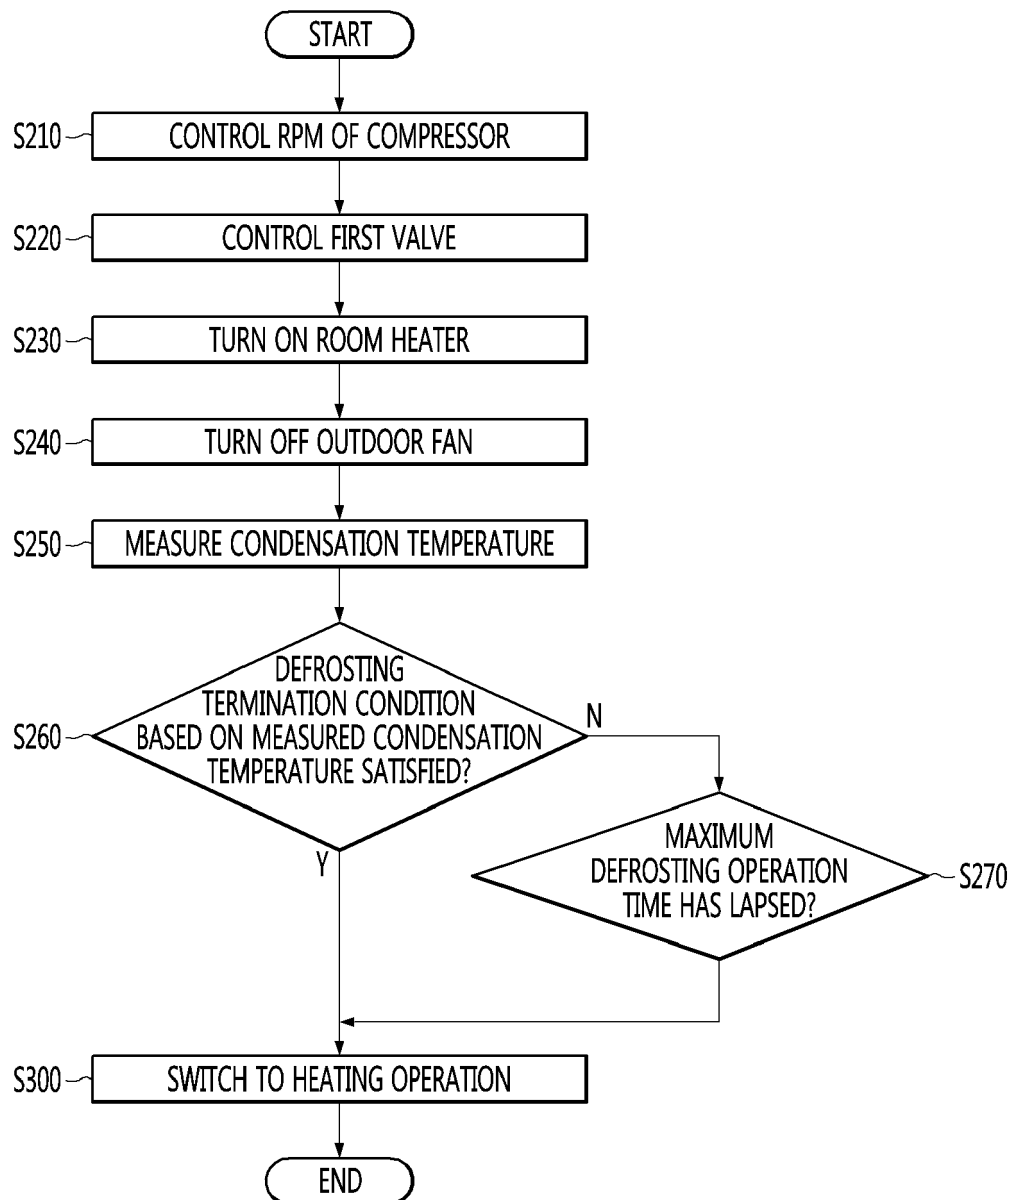 START
S210
CONTROL RPM OF COMPRESSOR
S220
CONTROL FIRST VALVE
S230
TURN ON ROOM HEATER
S240
TURN OFF OUTDOOR FAN
S250
MEASURE CONDENSATION TEMPERATURE
S260
DEFROSTING
TERMINATION CONDITION
BASED ON MEASURED CONDENSATION
TEMPERATURE SATISFIED?
N
Y
MAXIMUM
DEFROSTING OPERATION
TIME HAS LAPSED?
S270
S300
SWITCH TO HEATING OPERATION
END